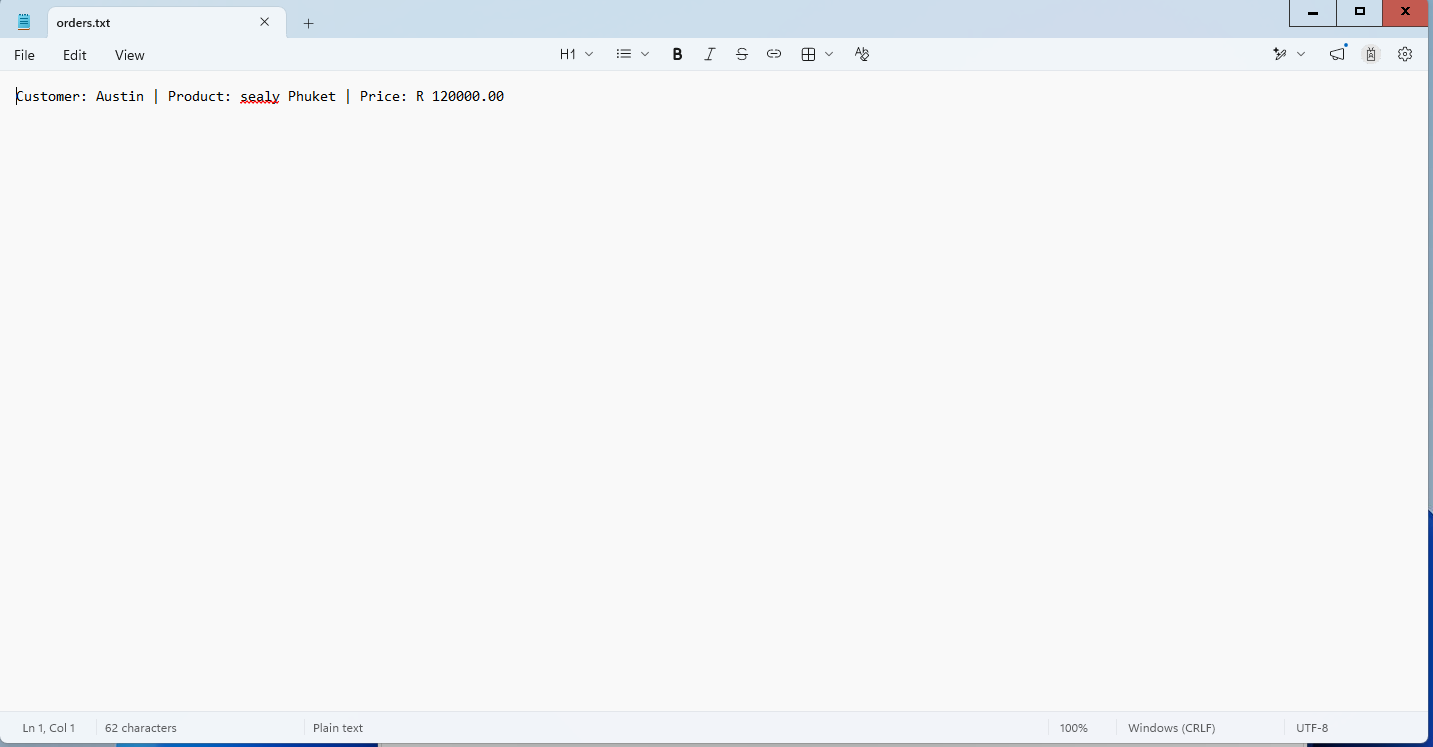 orders.txt
File Edit View H1 B I S
Customer: Austin | Product: sealy Phuket | Price: R 120000.00
Ln 1, Col 1 62 characters Plain text 100% Windows (CRLF) UTF-8